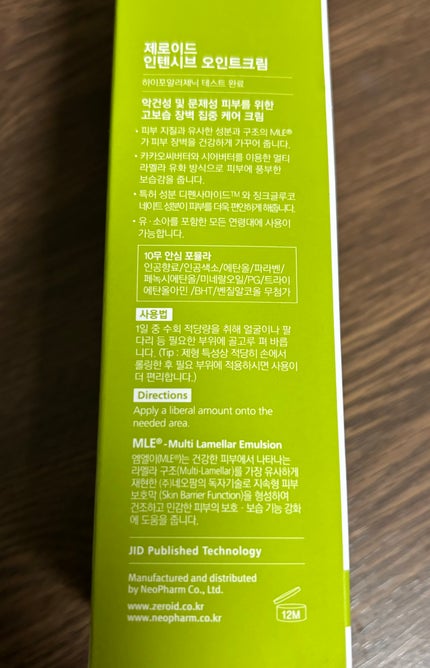 제로이드
인텐시브 오인트크림
하이포알러제닉 테스트 완료
악건성 및 문제성 피부를 위한
고보습 장벽 집중 케어 크림
· 피부 지질과 유사한 성분과 구조의 MLE®
가 피부 장벽을 건강하게 가꾸어 줍니다.
· 카카오씨버터와 시어버터를 이용한 멀티
라멜라 유화 방식으로 피부에 풍부한
보습감을 줍니다.
· 특허 성분 디펜사마이드™ 와 징크글루코
네이트 성분이 피부를 더욱 편안하게 해줍니다.
· 유·소아를 포함한 모든 연령대에 사용이
가능합니다.
10무 안심 포뮬라
인공향료/인공색소/에탄올/파라벤/
페녹시에탄올/미네랄오일/PG/트라이
에탄올아민 /BHT/벤질알코올 무첨가
사용법
1일 중 수회 적당량을 취해 얼굴이나 팔
다리 등 필요한 부위에 골고루 펴 바릅
니다. (Tip : 제형 특성상 적당히 손에서
롤링한 후 필요 부위에 적용하시면 사용이
더 편리합니다.)
Directions
Apply a liberal amount onto the
needed area.
MLE® - Multi Lamellar Emulsion
엠엘이(MLE®)는 건강한 피부에서 나타나는
라멜라 구조(Multi-Lamellar)를 가장 유사하게
재현한 (주)네오팜의 독자기술로 지속형 피부
보호막 (Skin Barrier Function)을 형성하여
건조하고 민감한 피부의 보호·보습 기능 강화
에 도움을 줍니다.
JID Published Technology
Manufactured and distributed
by NeoPharm Co., Ltd.
www.zeroid.co.kr
www.neopharm.co.kr
12M